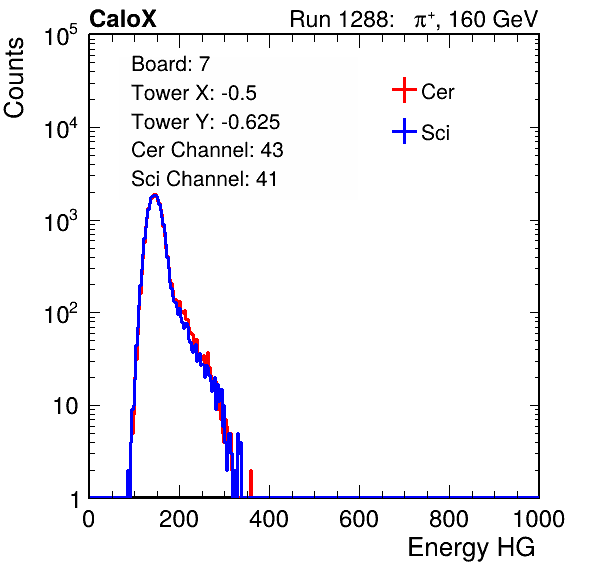 CaloX Run 1288: π⁺, 160 GeV
Counts
10⁵
10⁴
10³
10²
10
1
Board: 7
Tower X: -0.5
Tower Y: -0.625
Cer Channel: 43
Sci Channel: 41
Cer
Sci
0 200 400 600 800 1000
Energy HG